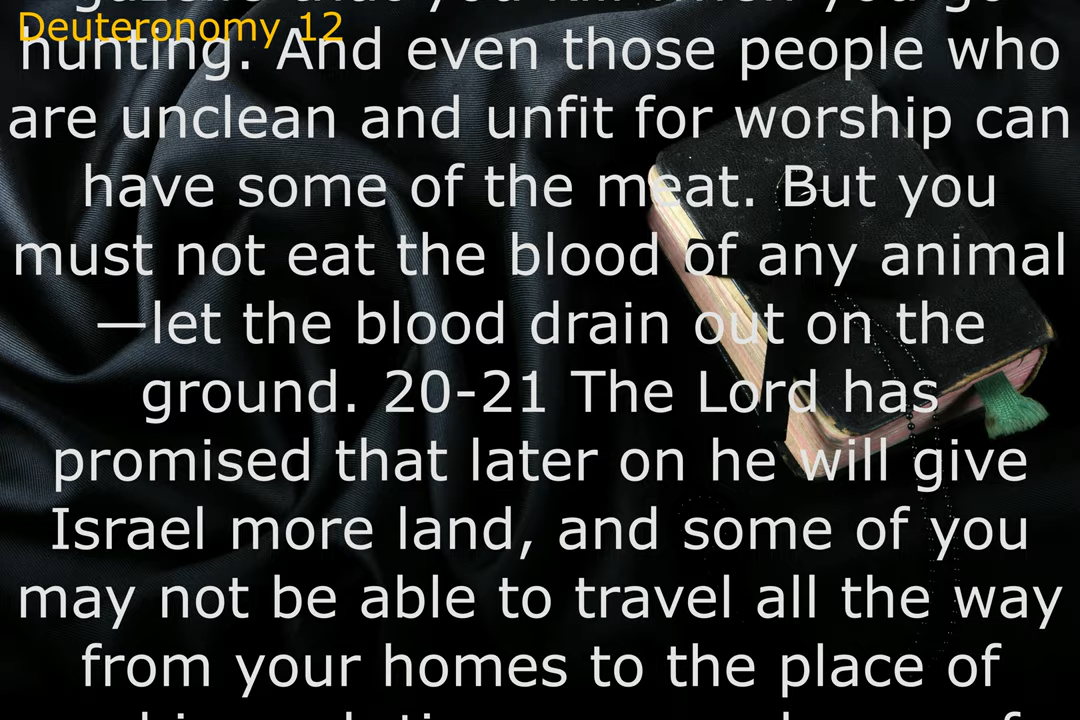 Deuteronomy 12
hunting. And even those people who
are unclean and unfit for worship can
have some of the meat. But you
must not eat the blood of any animal
—let the blood drain out on the
ground. 20-21 The Lord has
promised that later on he will give
Israel more land, and some of you
may not be able to travel all the way
from your homes to the place of